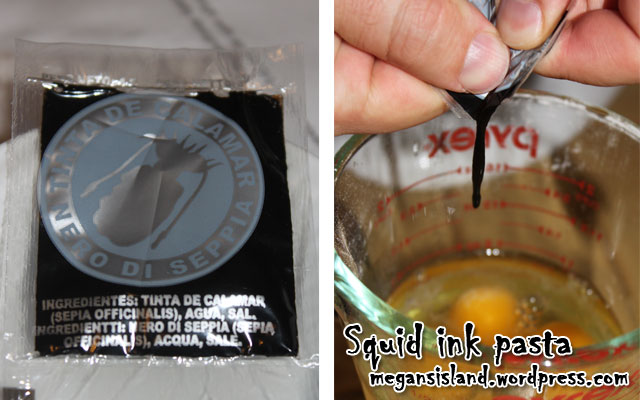 TINTA DE CALAMAR
NERO DI SEPPIA
INGREDIENTES: TINTA DE CALAMAR
(SEPIA OFFICINALIS), AGUA, SAL.
INGREDIENTTI: NERO DI SEPPIA (SEPIA
OFFICINALIS), ACQUA, SALE.
PYREX
Squid ink pasta
megansisland.wordpress.com